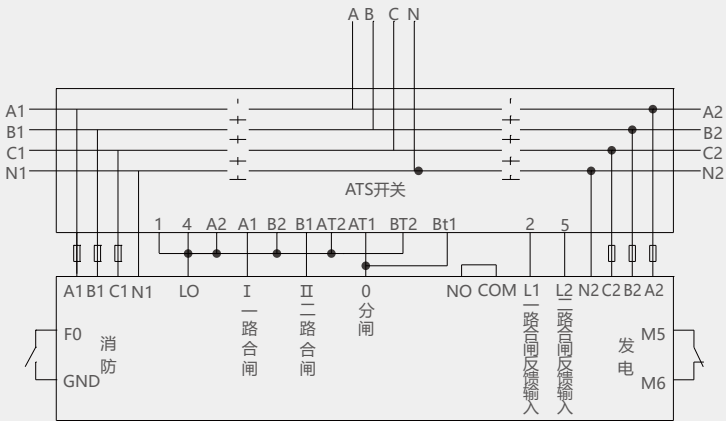 A B C N
A1 A2
B1 B2
C1 C2
N1 N2
ATS开关
1 4 A2 A1 B2 B1 AT2 AT1 BT2 Bt1 2 5
A1 B1 C1 N1 LO I II 0 NO COM L1 L2 N2 C2 B2 A2
一路合闸
二路合闸
分闸
一路合闸反馈输入
二路合闸反馈输入
F0
消防
GND
发电
M5
M6